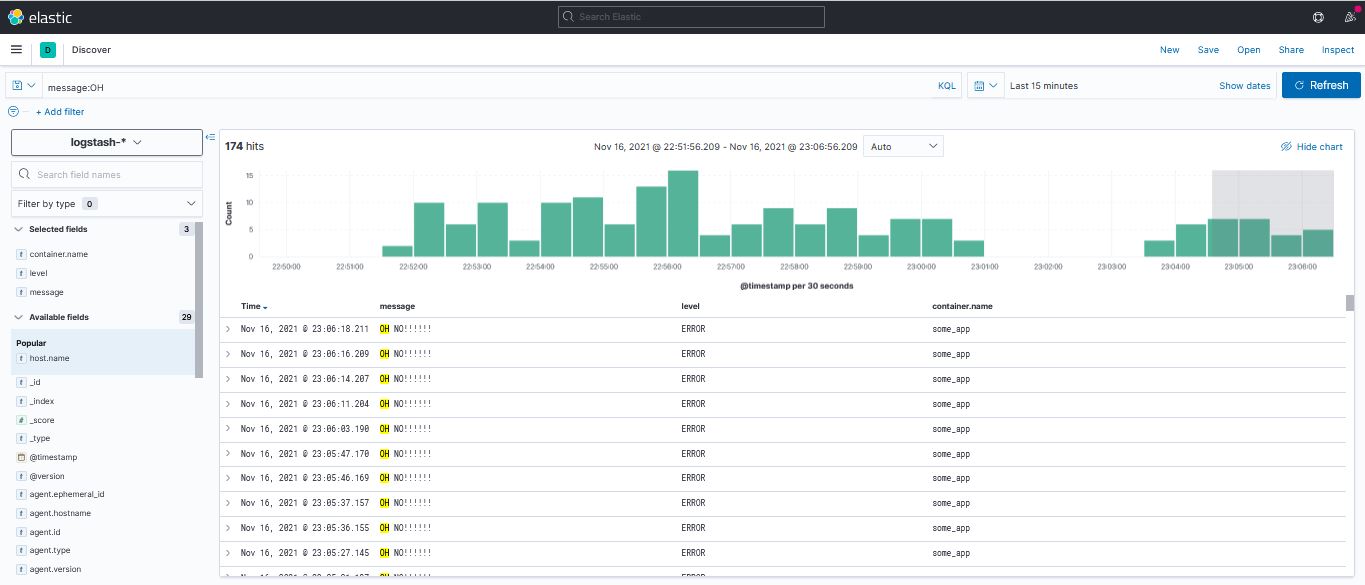 elastic
Search Elastic
D
Discover
New Save Open Share Inspect
message:OH
KQL
Last 15 minutes
Show dates
Refresh
+ Add filter
logstash-*
Search field names
Filter by type 0
Selected fields 3
t container.name
t level
t message
Available fields 29
Popular
t host.name
t _id
t _index
# _score
t _type
@timestamp
t @version
t agent.ephemeral_id
t agent.hostname
t agent.id
t agent.type
t agent.version
174 hits
Nov 16, 2021 @ 22:51:56.209 - Nov 16, 2021 @ 23:06:56.209
Auto
Hide chart
Count
15
10
5
0
22:50:00 22:51:00 22:52:00 22:53:00 22:54:00 22:55:00 22:56:00 22:57:00 22:58:00 22:59:00 23:00:00 23:01:00 23:02:00 23:03:00 23:04:00 23:05:00 23:06:00
@timestamp per 30 seconds
Time message level container.name
Nov 16, 2021 @ 23:06:18.211 OH NO!!!!!! ERROR some_app
Nov 16, 2021 @ 23:06:16.209 OH NO!!!!!! ERROR some_app
Nov 16, 2021 @ 23:06:14.207 OH NO!!!!!! ERROR some_app
Nov 16, 2021 @ 23:06:11.204 OH NO!!!!!! ERROR some_app
Nov 16, 2021 @ 23:06:03.190 OH NO!!!!!! ERROR some_app
Nov 16, 2021 @ 23:05:47.170 OH NO!!!!!! ERROR some_app
Nov 16, 2021 @ 23:05:46.169 OH NO!!!!!! ERROR some_app
Nov 16, 2021 @ 23:05:37.157 OH NO!!!!!! ERROR some_app
Nov 16, 2021 @ 23:05:36.155 OH NO!!!!!! ERROR some_app
Nov 16, 2021 @ 23:05:27.145 OH NO!!!!!! ERROR some_app